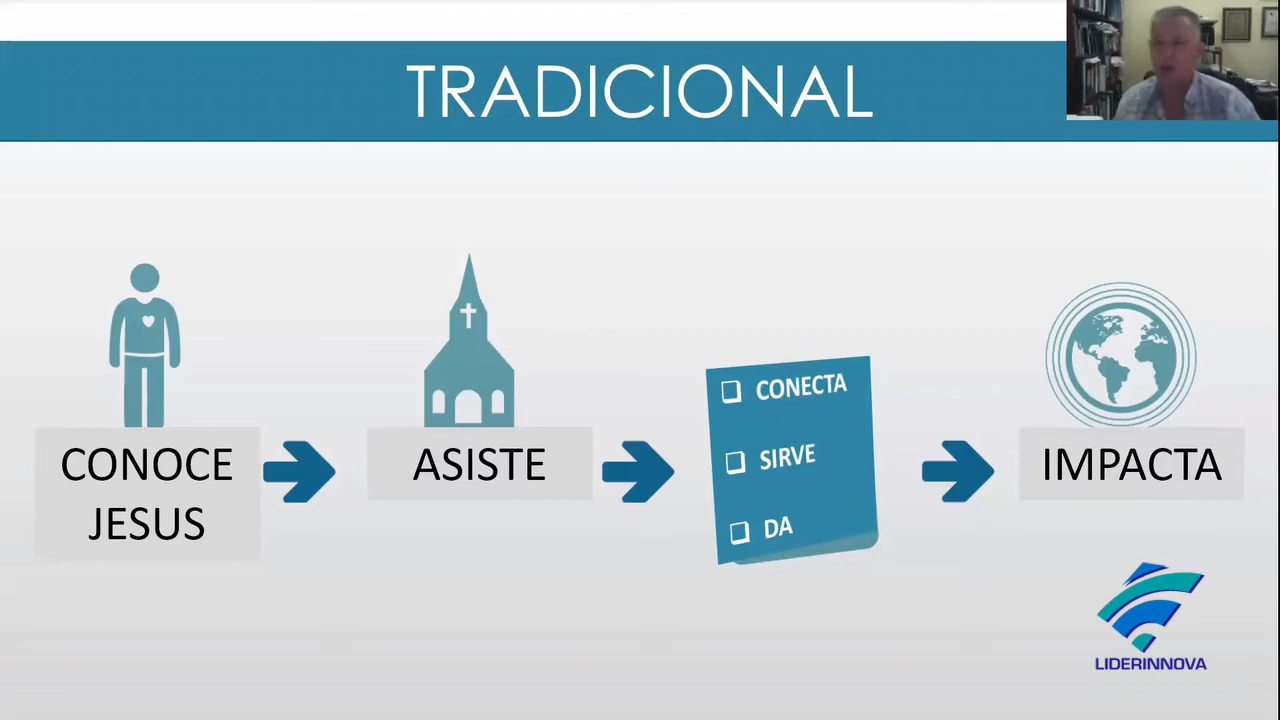 TRADICIONAL
CONOCE
JESUS
ASISTE
CONECTA
SIRVE
DA
IMPACTA
LIDERINNOVA